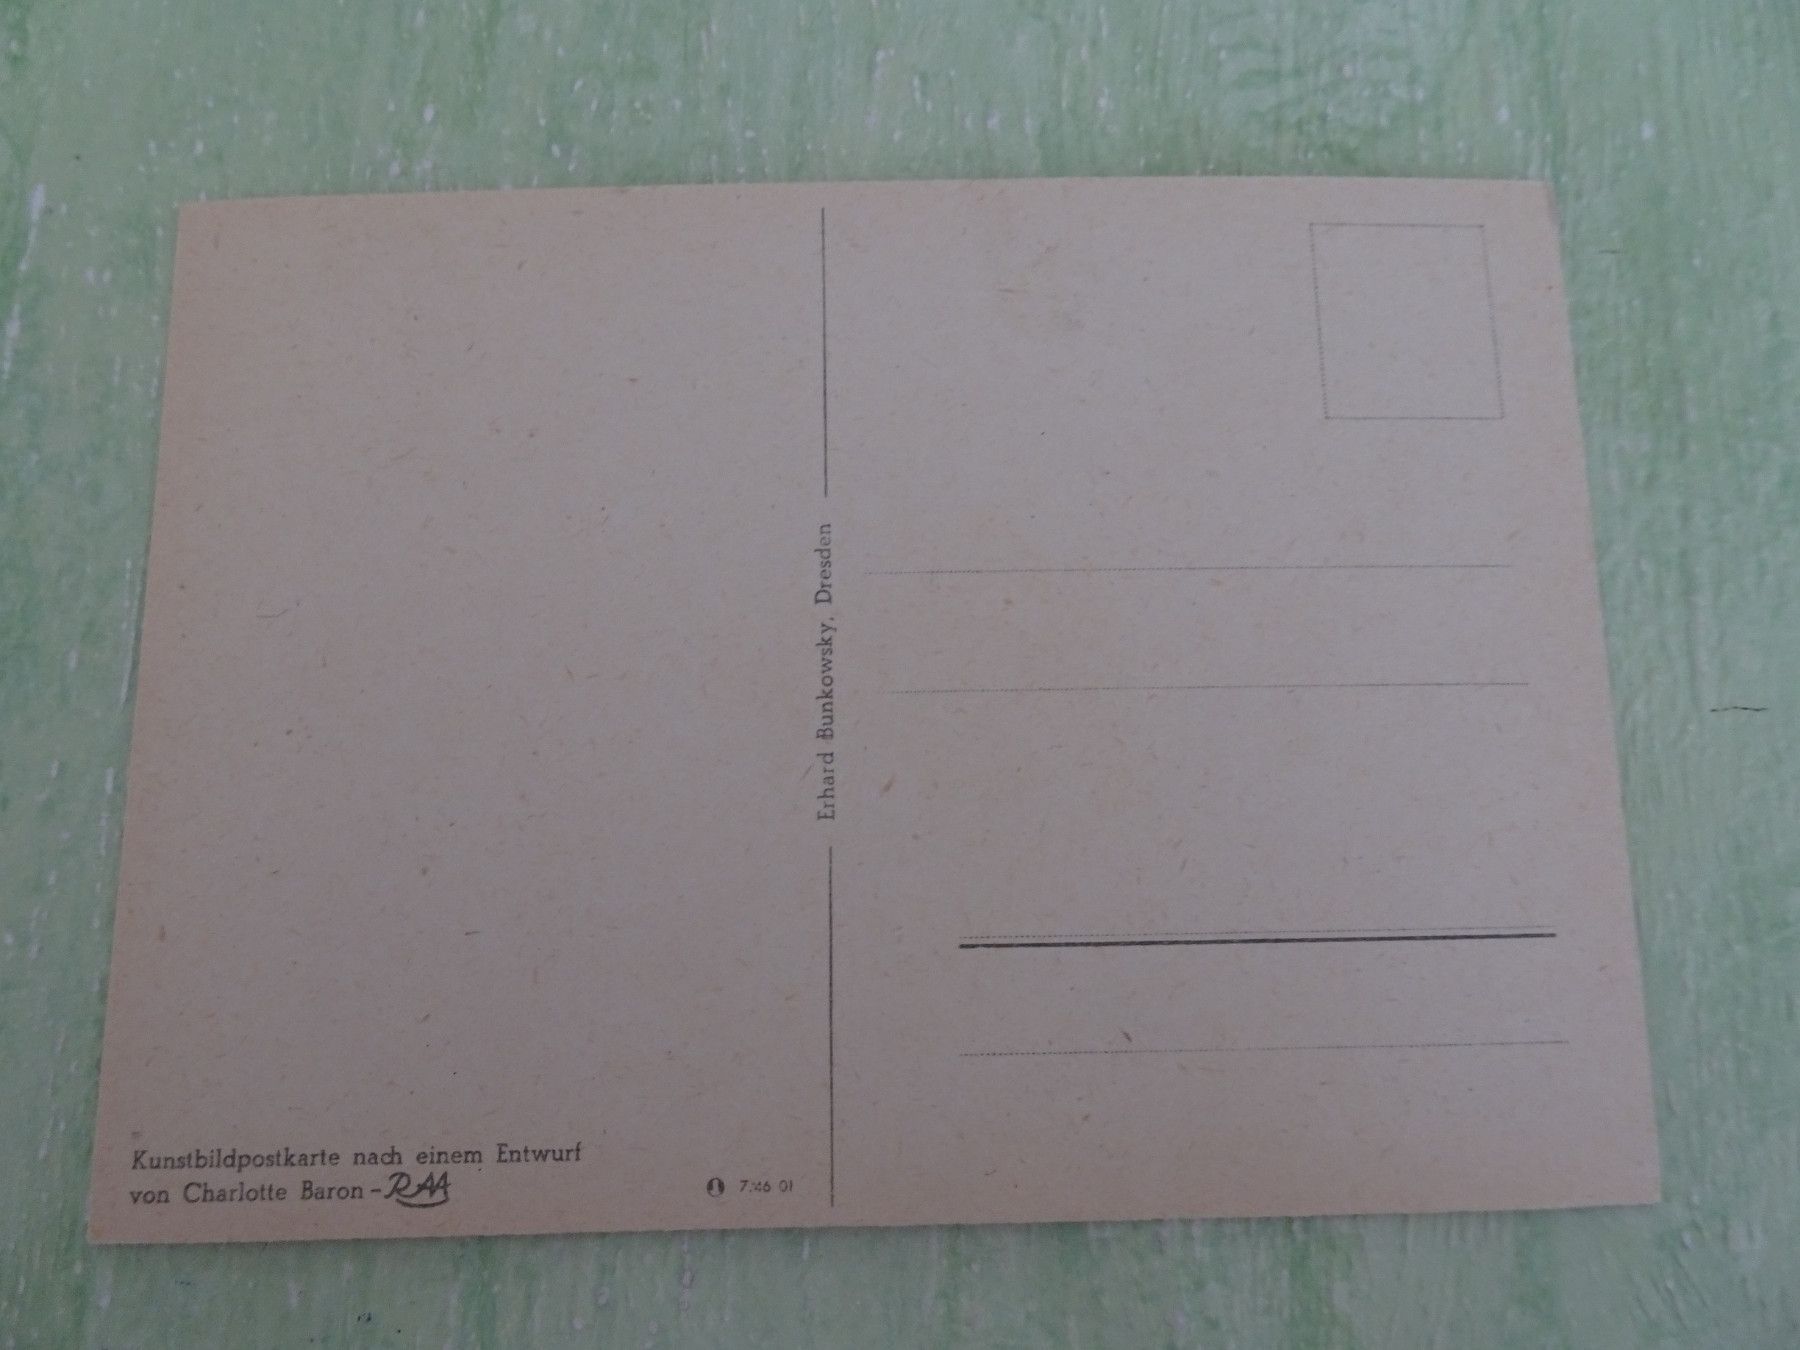 Erhard Bunkowsky, Dresden
Kunstbildpostkarte nach einem Entwurf
von Charlotte Baron - RAA
7.46 01